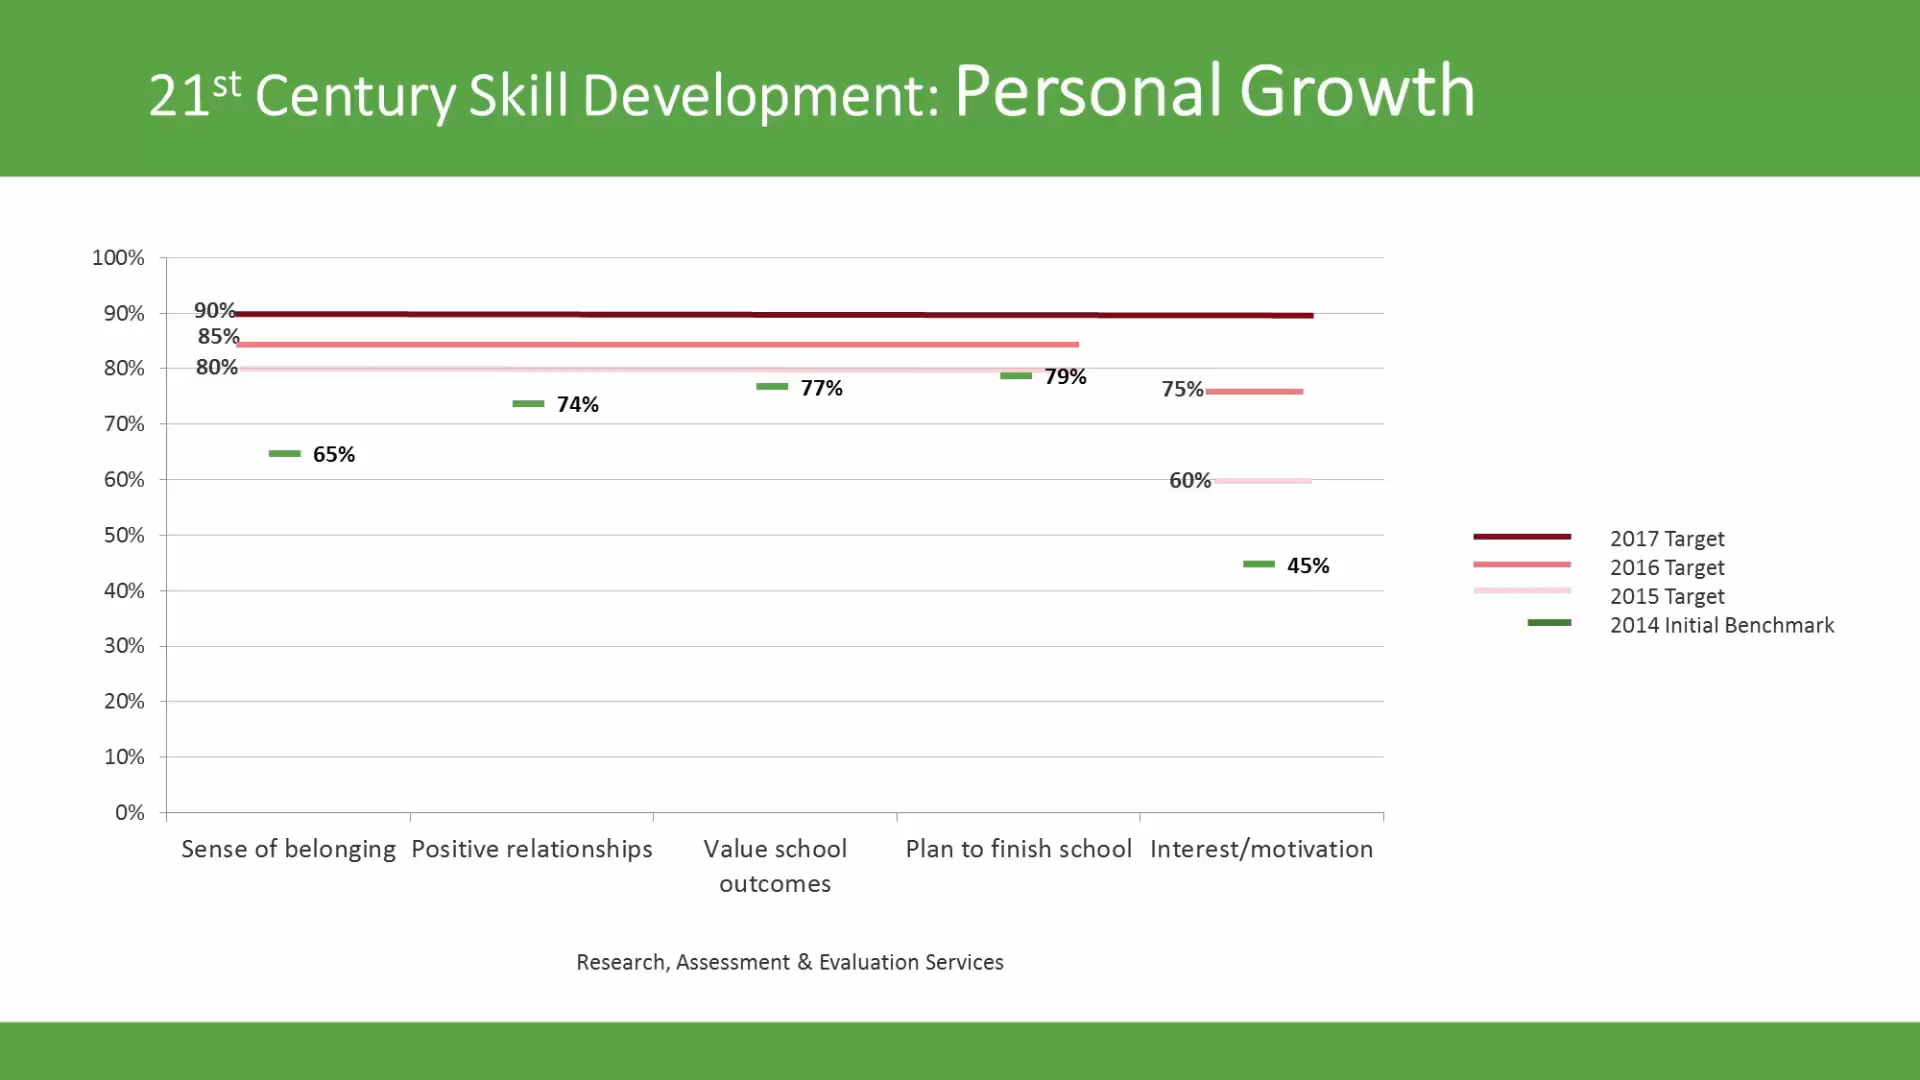 21st Century Skill Development: Personal Growth
100%
90%
80%
70%
60%
50%
40%
30%
20%
10%
0%
90%
85%
80%
65%
74%
77%
79%
75%
60%
45%
Sense of belonging
Positive relationships
Value school
outcomes
Plan to finish school
Interest/motivation
2017 Target
2016 Target
2015 Target
2014 Initial Benchmark
Research, Assessment & Evaluation Services